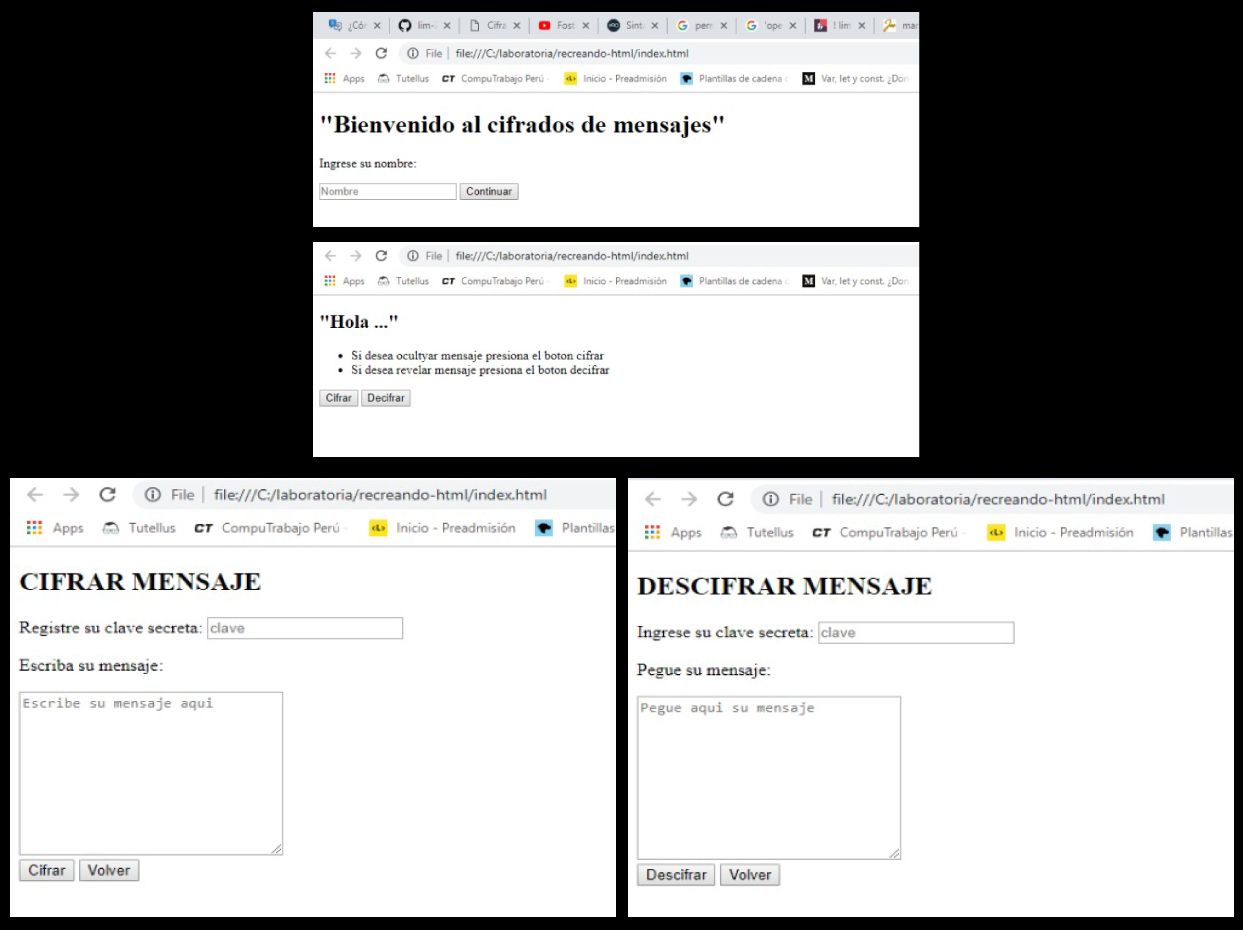 ¿Cór
lim-
Cifra
Fost
Sint.
perr
'ope
! lim
mar
File | file:///C:/laboratoria/recreando-html/index.html
Apps Tutellus CT CompuTrabajo Perú - <L> Inicio - Preadmisión Plantillas de cadena d M Var, let y const. ¿Don
"Bienvenido al cifrados de mensajes"
Ingrese su nombre:
Nombre Continuar
File | file:///C:/laboratoria/recreando-html/index.html
Apps Tutellus CT CompuTrabajo Perú - <L> Inicio - Preadmisión Plantillas de cadena d M Var, let y const. ¿Don
"Hola ..."
• Si desea ocultyar mensaje presiona el boton cifrar
• Si desea revelar mensaje presiona el boton decifrar
Cifrar Decifrar
File | file:///C:/laboratoria/recreando-html/index.html
Apps Tutellus CT CompuTrabajo Perú - <L> Inicio - Preadmisión Plantillas
CIFRAR MENSAJE
Registre su clave secreta: clave
Escriba su mensaje:
Escribe su mensaje aqui
Cifrar Volver
File | file:///C:/laboratoria/recreando-html/index.html
Apps Tutellus CT CompuTrabajo Perú - <L> Inicio - Preadmisión Plantillas
DESCIFRAR MENSAJE
Ingrese su clave secreta: clave
Pegue su mensaje:
Pegue aqui su mensaje
Descifrar Volver